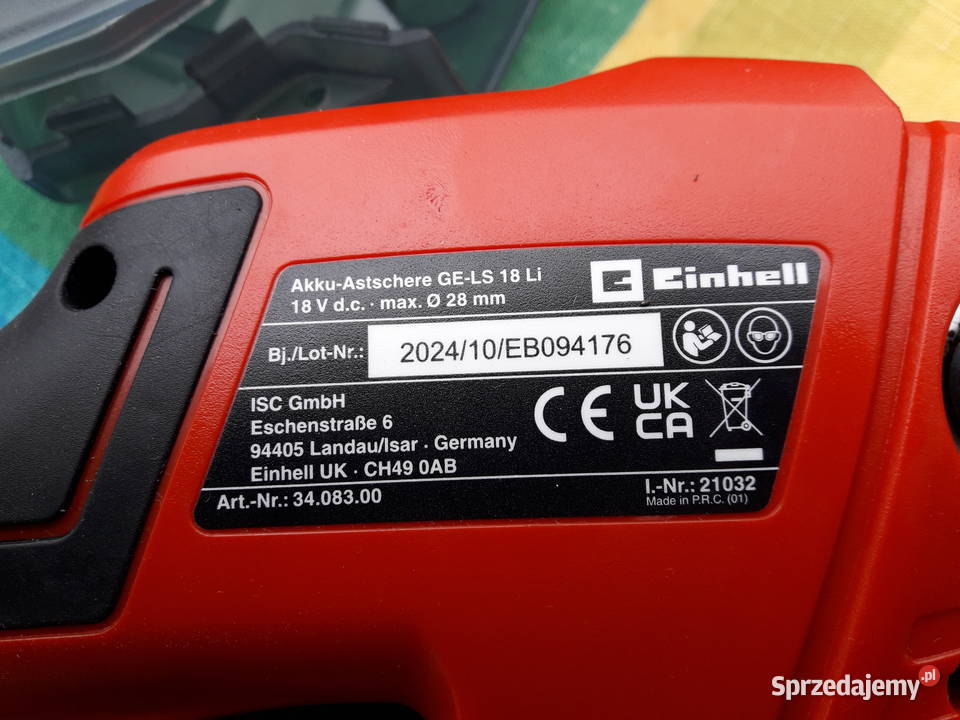 Akku-Astschere GE-LS 18 Li
18 V d.c. · max. Ø 28 mm
Einhell
Bj./Lot-Nr.: 2024/10/EB094176
ISC GmbH
Eschenstraße 6
94405 Landau/Isar · Germany
Einhell UK · CH49 0AB
CE
UK
CA
Art.-Nr.: 34.083.00
I.-Nr.: 21032
Made in P.R.C. (01)
Sprzedajemy.pl